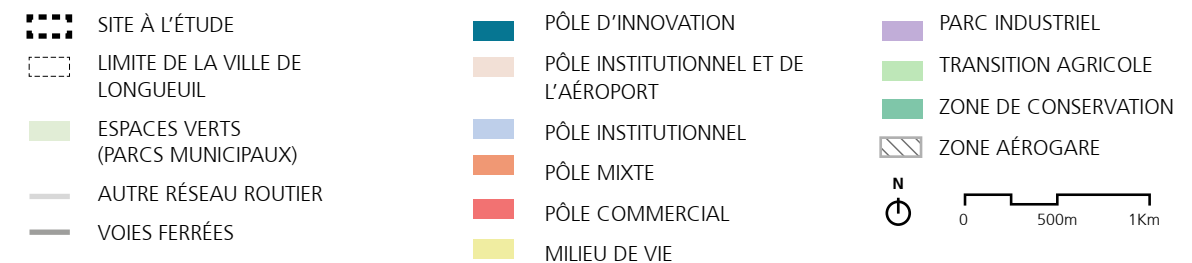 SITE À L'ÉTUDE
LIMITE DE LA VILLE DE
LONGUEUIL
ESPACES VERTS
(PARCS MUNICIPAUX)
AUTRE RÉSEAU ROUTIER
VOIES FERRÉES
PÔLE D'INNOVATION
PÔLE INSTITUTIONNEL ET DE
L'AÉROPORT
PÔLE INSTITUTIONNEL
PÔLE MIXTE
PÔLE COMMERCIAL
MILIEU DE VIE
PARC INDUSTRIEL
TRANSITION AGRICOLE
ZONE DE CONSERVATION
ZONE AÉROGARE
N
0 500m 1Km